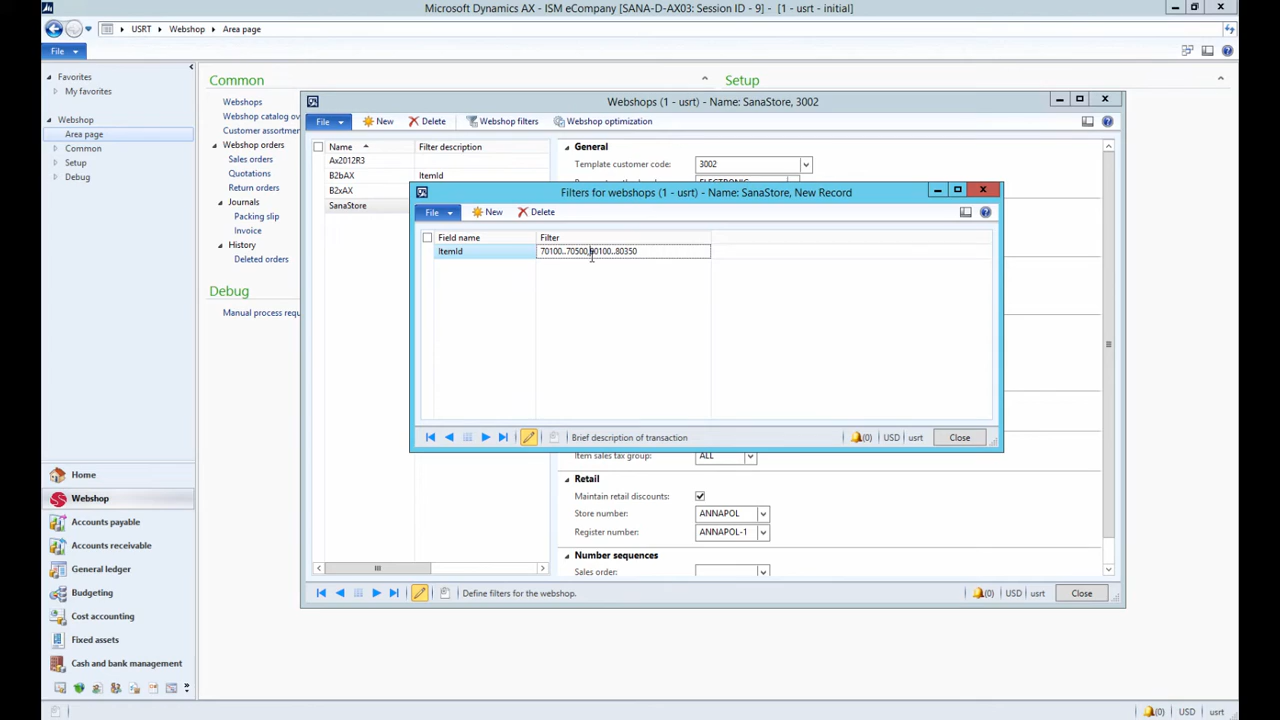 Microsoft Dynamics AX - ISM eCompany [SANA-D-AX03: Session ID - 9] - [1 - usrt - initial]
USRT
Webshop
Area page
File
Favorites
My favorites
Webshop
Area page
Common
Setup
Debug
Home
Webshop
Accounts payable
Accounts receivable
General ledger
Budgeting
Cost accounting
Fixed assets
Cash and bank management
Common
Webshops
Webshop catalog ov
Customer assortmen
Webshop orders
Sales orders
Quotations
Return orders
Journals
Packing slip
Invoice
History
Deleted orders
Debug
Manual process requ
Setup
Webshops (1 - usrt) - Name: SanaStore, 3002
File
New
Delete
Webshop filters
Webshop optimization
Name
Filter description
Ax2012R3
B2bAX
ItemId
B2xAX
SanaStore
General
Template customer code:
3002
Filters for webshops (1 - usrt) - Name: SanaStore, New Record
File
New
Delete
Field name
Filter
ItemId
Brief description of transaction
(0)
USD
usrt
Close
Item sales tax group:
ALL
Retail
Maintain retail discounts:
Store number:
ANNAPOL
Register number:
ANNAPOL-1
Number sequences
Sales order:
Define filters for the webshop.
(0)
USD
usrt
Close
(0)
USD
usrt